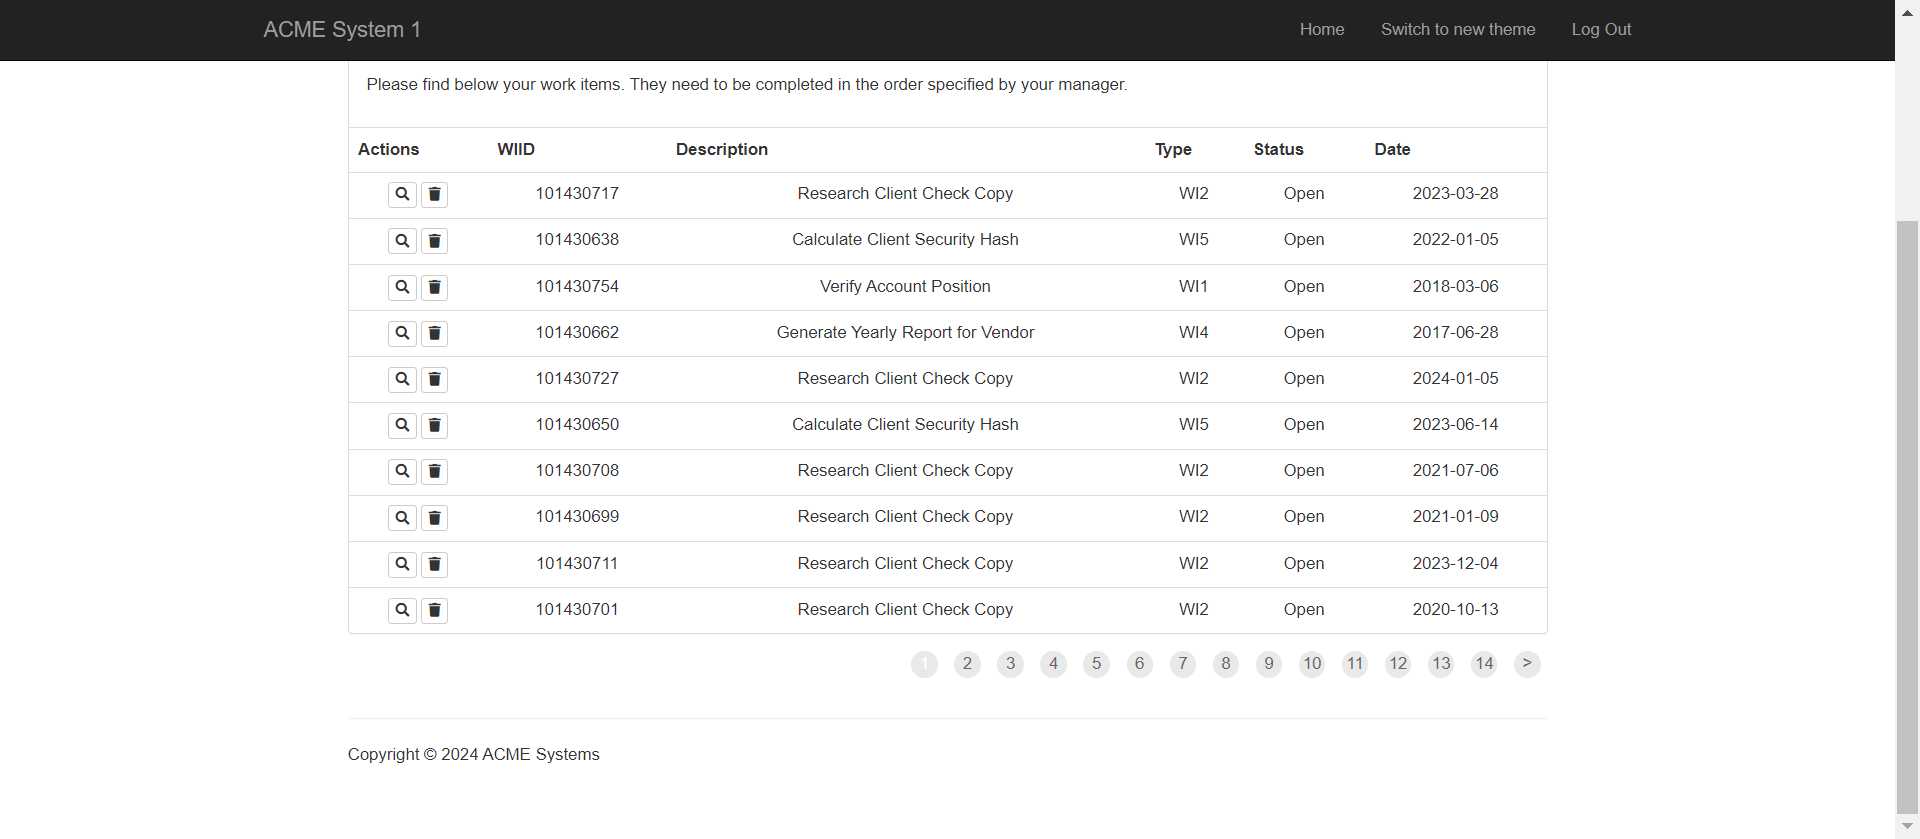 ACME System 1 Home Switch to new theme Log Out
Please find below your work items. They need to be completed in the order specified by your manager.
Actions WIID Description Type Status Date
101430717 Research Client Check Copy WI2 Open 2023-03-28
101430638 Calculate Client Security Hash WI5 Open 2022-01-05
101430754 Verify Account Position WI1 Open 2018-03-06
101430662 Generate Yearly Report for Vendor WI4 Open 2017-06-28
101430727 Research Client Check Copy WI2 Open 2024-01-05
101430650 Calculate Client Security Hash WI5 Open 2023-06-14
101430708 Research Client Check Copy WI2 Open 2021-07-06
101430699 Research Client Check Copy WI2 Open 2021-01-09
101430711 Research Client Check Copy WI2 Open 2023-12-04
101430701 Research Client Check Copy WI2 Open 2020-10-13
1 2 3 4 5 6 7 8 9 10 11 12 13 14 >
Copyright © 2024 ACME Systems